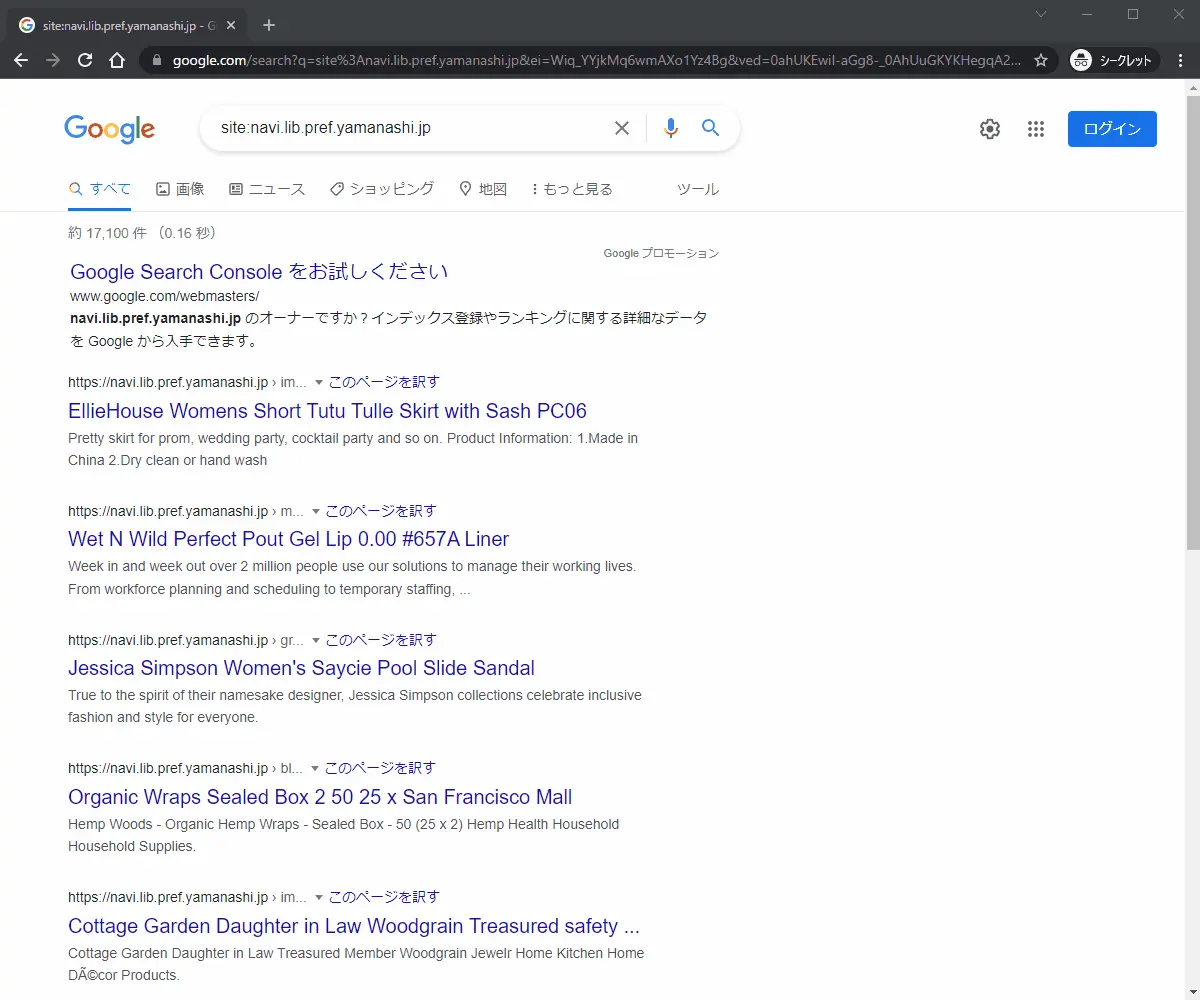 site:navi.lib.pref.yamanashi.jp - G
google.com/search?q=site%3Anavi.lib.pref.yamanashi.jp&ei=Wiq_YYjkMq6wmAXo1Yz4Bg&ved=0ahUKEwiI-aGg8-_0AhUuGKYKHegqA2...
シークレット
Google
site:navi.lib.pref.yamanashi.jp
ログイン
すべて 画像 ニュース ショッピング 地図 もっと見る ツール
約 17,100 件 （0.16 秒）
Google プロモーション
Google Search Console をお試しください
www.google.com/webmasters/
navi.lib.pref.yamanashi.jp のオーナーですか？インデックス登録やランキングに関する詳細なデータ
を Google から入手できます。
https://navi.lib.pref.yamanashi.jp › im... このページを訳す
EllieHouse Womens Short Tutu Tulle Skirt with Sash PC06
Pretty skirt for prom, wedding party, cocktail party and so on. Product Information: 1.Made in
China 2.Dry clean or hand wash
https://navi.lib.pref.yamanashi.jp › m... このページを訳す
Wet N Wild Perfect Pout Gel Lip 0.00 #657A Liner
Week in and week out over 2 million people use our solutions to manage their working lives.
From workforce planning and scheduling to temporary staffing, ...
https://navi.lib.pref.yamanashi.jp › gr... このページを訳す
Jessica Simpson Women's Saycie Pool Slide Sandal
True to the spirit of their namesake designer, Jessica Simpson collections celebrate inclusive
fashion and style for everyone.
https://navi.lib.pref.yamanashi.jp › bl... このページを訳す
Organic Wraps Sealed Box 2 50 25 x San Francisco Mall
Hemp Woods - Organic Hemp Wraps - Sealed Box - 50 (25 x 2) Hemp Health Household
Household Supplies.
https://navi.lib.pref.yamanashi.jp › im... このページを訳す
Cottage Garden Daughter in Law Woodgrain Treasured safety ...
Cottage Garden Daughter in Law Treasured Member Woodgrain Jewelr Home Kitchen Home
DÃ©cor Products.